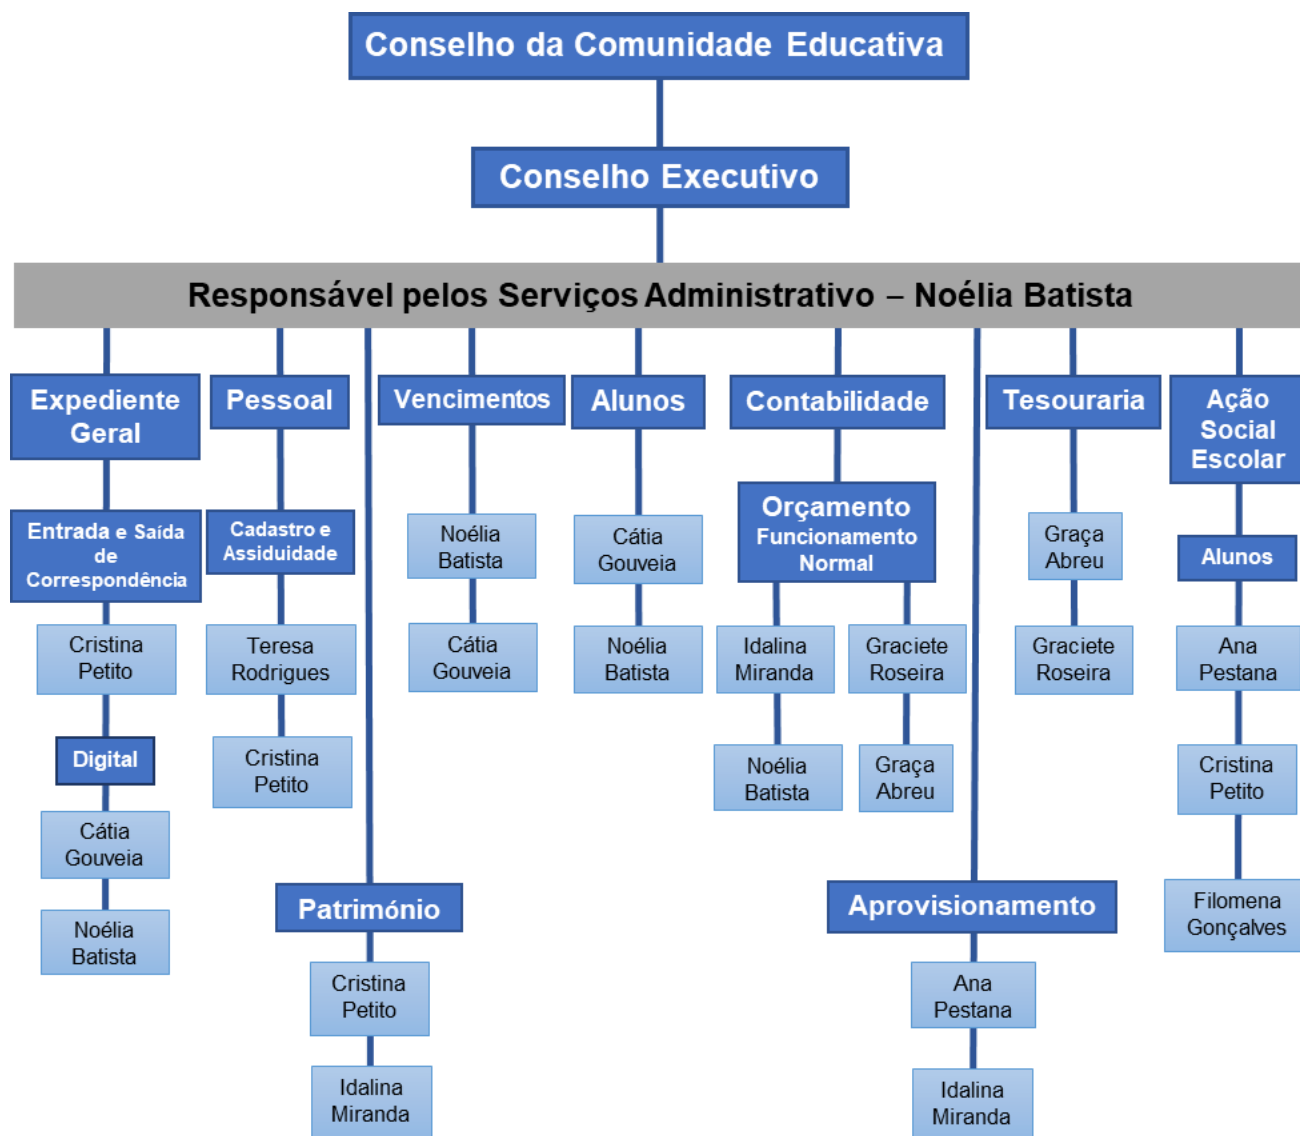 Conselho da Comunidade Educativa
Conselho Executivo
Responsável pelos Serviços Administrativo – Noélia Batista
Expediente
Geral
Entrada e Saída
de
Correspondência
Cristina
Petito
Digital
Cátia
Gouveia
Noélia
Batista
Pessoal
Cadastro e
Assiduidade
Teresa
Rodrigues
Cristina
Petito
Património
Cristina
Petito
Idalina
Miranda
Vencimentos
Noélia
Batista
Cátia
Gouveia
Alunos
Cátia
Gouveia
Noélia
Batista
Contabilidade
Orçamento
Funcionamento
Normal
Idalina
Miranda
Noélia
Batista
Graciete
Roseira
Graça
Abreu
Aprovisionamento
Ana
Pestana
Idalina
Miranda
Tesouraria
Graça
Abreu
Graciete
Roseira
Ação
Social
Escolar
Alunos
Ana
Pestana
Cristina
Petito
Filomena
Gonçalves